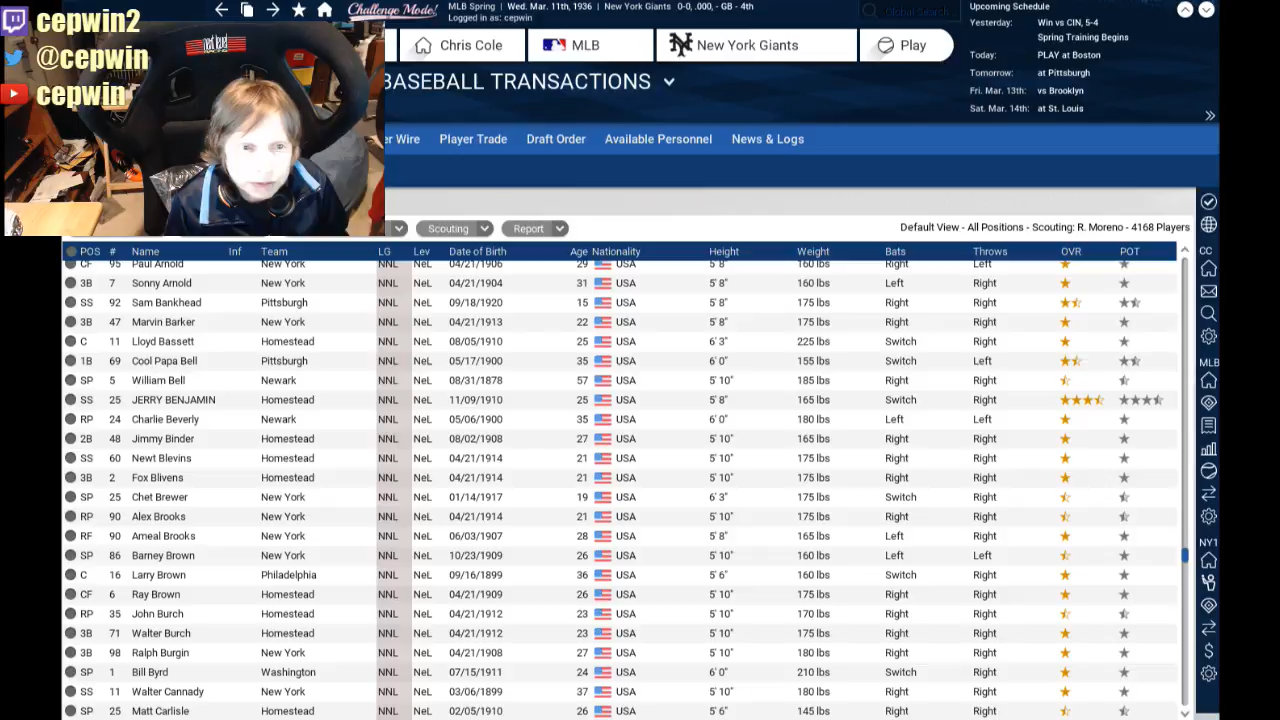 cepwin2
@cepwin
cepwin
Challenge Mode!
MLB Spring | Wed. Mar. 11th, 1936 | New York Giants 0-0, .000, - GB - 4th
Logged in as: cepwin
Global Search
Upcoming Schedule
Yesterday: Win vs CIN, 5-4
Spring Training Begins
Today: PLAY at Boston
Tomorrow: at Pittsburgh
Fri. Mar. 13th: vs Brooklyn
Sat. Mar. 14th: at St. Louis
Chris Cole MLB New York Giants Play
BASEBALL TRANSACTIONS
er Wire Player Trade Draft Order Available Personnel News & Logs
Scouting Report Default View - All Positions - Scouting: R. Moreno - 4168 Players
POS # Name Inf Team LG Lev Date of Birth Age Nationality Height Weight Bats Throws OVR POT
CF 95 Paul Arnold New York NNL NeL 04/21/1906 29 USA 5' 8" 160 lbs Right Left
3B 7 Sonny Arnold New York NNL NeL 04/21/1904 31 USA 5' 8" 160 lbs Left Right
SS 92 Sam Bankhead Pittsburgh NNL NeL 09/18/1920 15 USA 5' 8" 175 lbs Right Right
3B 47 Marvin Barker New York NNL NeL 04/21/1913 22 USA 5' 8" 175 lbs Right Right
C 11 Lloyd Bassett Homestead NNL NeL 08/05/1910 25 USA 6' 3" 225 lbs Switch Right
1B 69 Cool Papa Bell Pittsburgh NNL NeL 05/17/1900 35 USA 6' 0" 155 lbs Switch Left
SP 5 William Bell Newark NNL NeL 08/31/1878 57 USA 5' 10" 185 lbs Right Right
SS 25 JERRY BENJAMIN Homestead NNL NeL 11/09/1910 25 USA 5' 8" 165 lbs Switch Right
RP 24 Charlie Beverly Newark NNL NeL 05/06/1900 35 USA 6' 0" 180 lbs Left Left
2B 48 Jimmy Binder Homestead NNL NeL 08/02/1908 27 USA 5' 10" 165 lbs Right Right
SS 60 Newt Blevins Homestead NNL NeL 04/21/1914 21 USA 5' 10" 175 lbs Right Right
3B 2 Fox Blivens Homestead NNL NeL 04/21/1914 21 USA 5' 10" 175 lbs Right Right
SP 25 Chet Brewer New York NNL NeL 01/14/1917 19 USA 6' 3" 175 lbs Switch Right
RP 90 Alex Brooks New York NNL NeL 04/21/1914 21 USA 5' 10" 175 lbs Right Right
RF 90 Ameal Brooks New York NNL NeL 06/03/1907 28 USA 5' 8" 165 lbs Left Right
SP 86 Barney Brown New York NNL NeL 10/23/1909 26 USA 5' 10" 160 lbs Left Left
C 16 Larry Brown Philadelphia NNL NeL 09/16/1899 36 USA 5' 6" 160 lbs Switch Right
CF 6 Ray Brown Homestead NNL NeL 04/21/1909 26 USA 5' 10" 175 lbs Right Right
RP 35 John Burch Homestead NNL NeL 04/21/1912 23 USA 5' 10" 170 lbs Right Right
3B 71 Walter Burch Homestead NNL NeL 04/21/1912 23 USA 5' 10" 175 lbs Right Right
3B 98 Ralph Burgin New York NNL NeL 04/21/1908 27 USA 5' 10" 180 lbs Right Right
SP 1 Bill Byrd Washington NNL NeL 07/15/1911 24 USA 6' 0" 210 lbs Switch Right
SS 11 Walter Cannady New York NNL NeL 03/06/1899 37 USA 5' 10" 180 lbs Right Right
SP 25 Matt Carlisle Homestead NNL NeL 02/05/1910 26 USA 5' 6" 145 lbs Right Right
CC
MLB
NY1